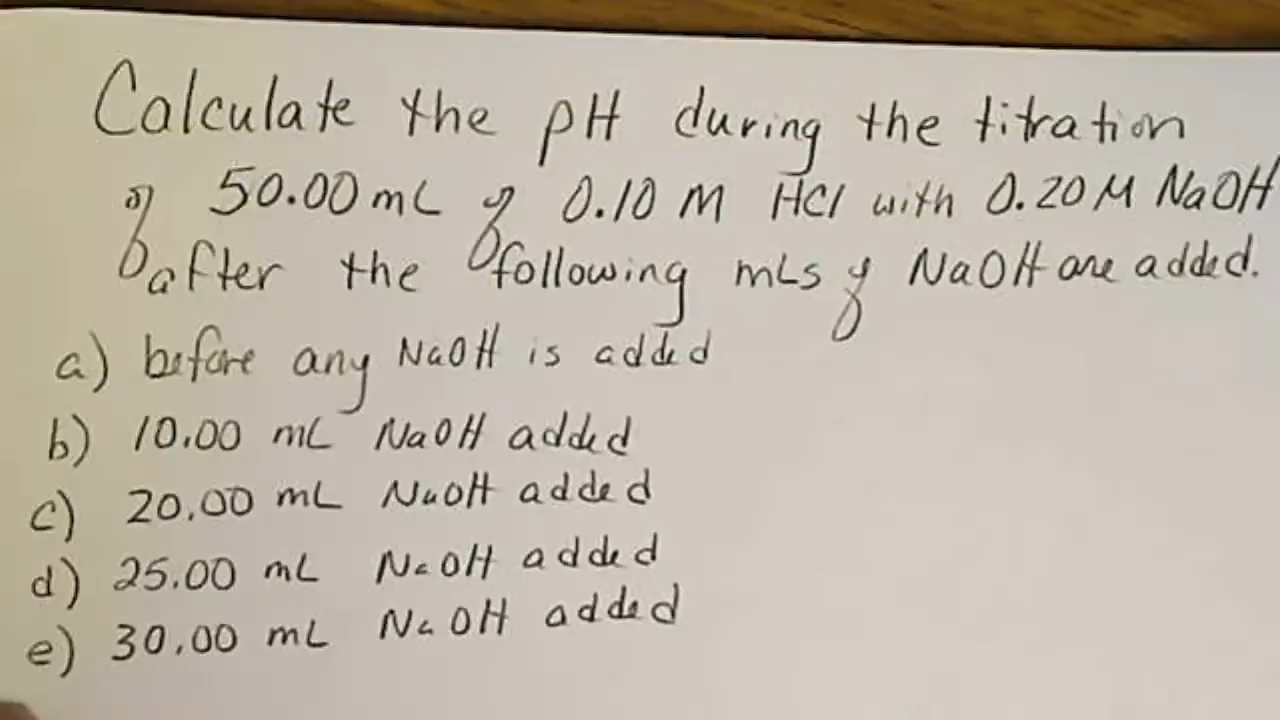 Calculate the pH during the titration
of 50.00 mL of 0.10 M HCl with 0.20 M NaOH
after the following mLs of NaOH are added.
a) before any NaOH is added
b) 10.00 mL NaOH added
c) 20.00 mL NaOH added
d) 25.00 mL NaOH added
e) 30.00 mL NaOH added